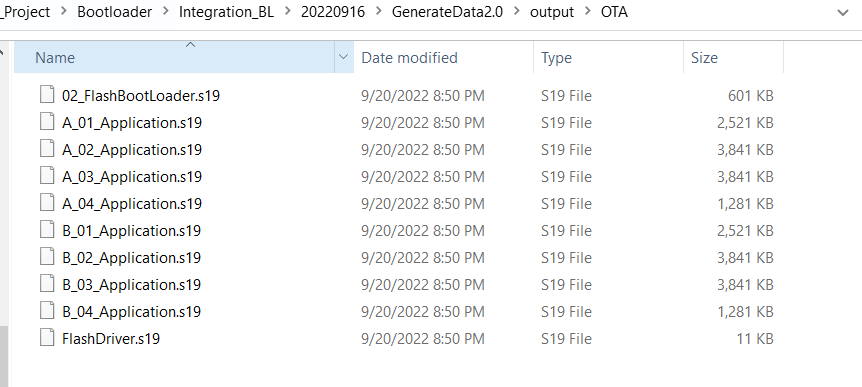 _Project > Bootloader > Integration_BL > 20220916 > GenerateData2.0 > output > OTA
Name Date modified Type Size
02_FlashBootLoader.s19 9/20/2022 8:50 PM S19 File 601 KB
A_01_Application.s19 9/20/2022 8:50 PM S19 File 2,521 KB
A_02_Application.s19 9/20/2022 8:50 PM S19 File 3,841 KB
A_03_Application.s19 9/20/2022 8:50 PM S19 File 3,841 KB
A_04_Application.s19 9/20/2022 8:50 PM S19 File 1,281 KB
B_01_Application.s19 9/20/2022 8:50 PM S19 File 2,521 KB
B_02_Application.s19 9/20/2022 8:50 PM S19 File 3,841 KB
B_03_Application.s19 9/20/2022 8:50 PM S19 File 3,841 KB
B_04_Application.s19 9/20/2022 8:50 PM S19 File 1,281 KB
FlashDriver.s19 9/20/2022 8:50 PM S19 File 11 KB